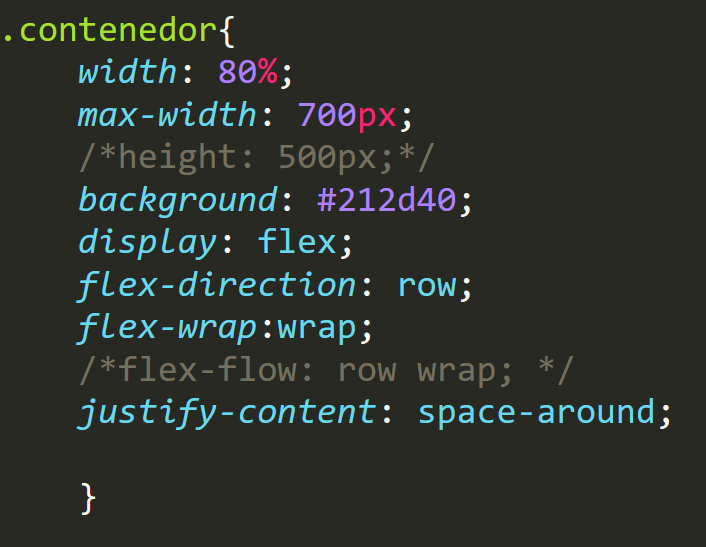 .contenedor{
width: 80%;
max-width: 700px;
/*height: 500px;*/
background: #212d40;
display: flex;
flex-direction: row;
flex-wrap:wrap;
/*flex-flow: row wrap; */
justify-content: space-around;
}